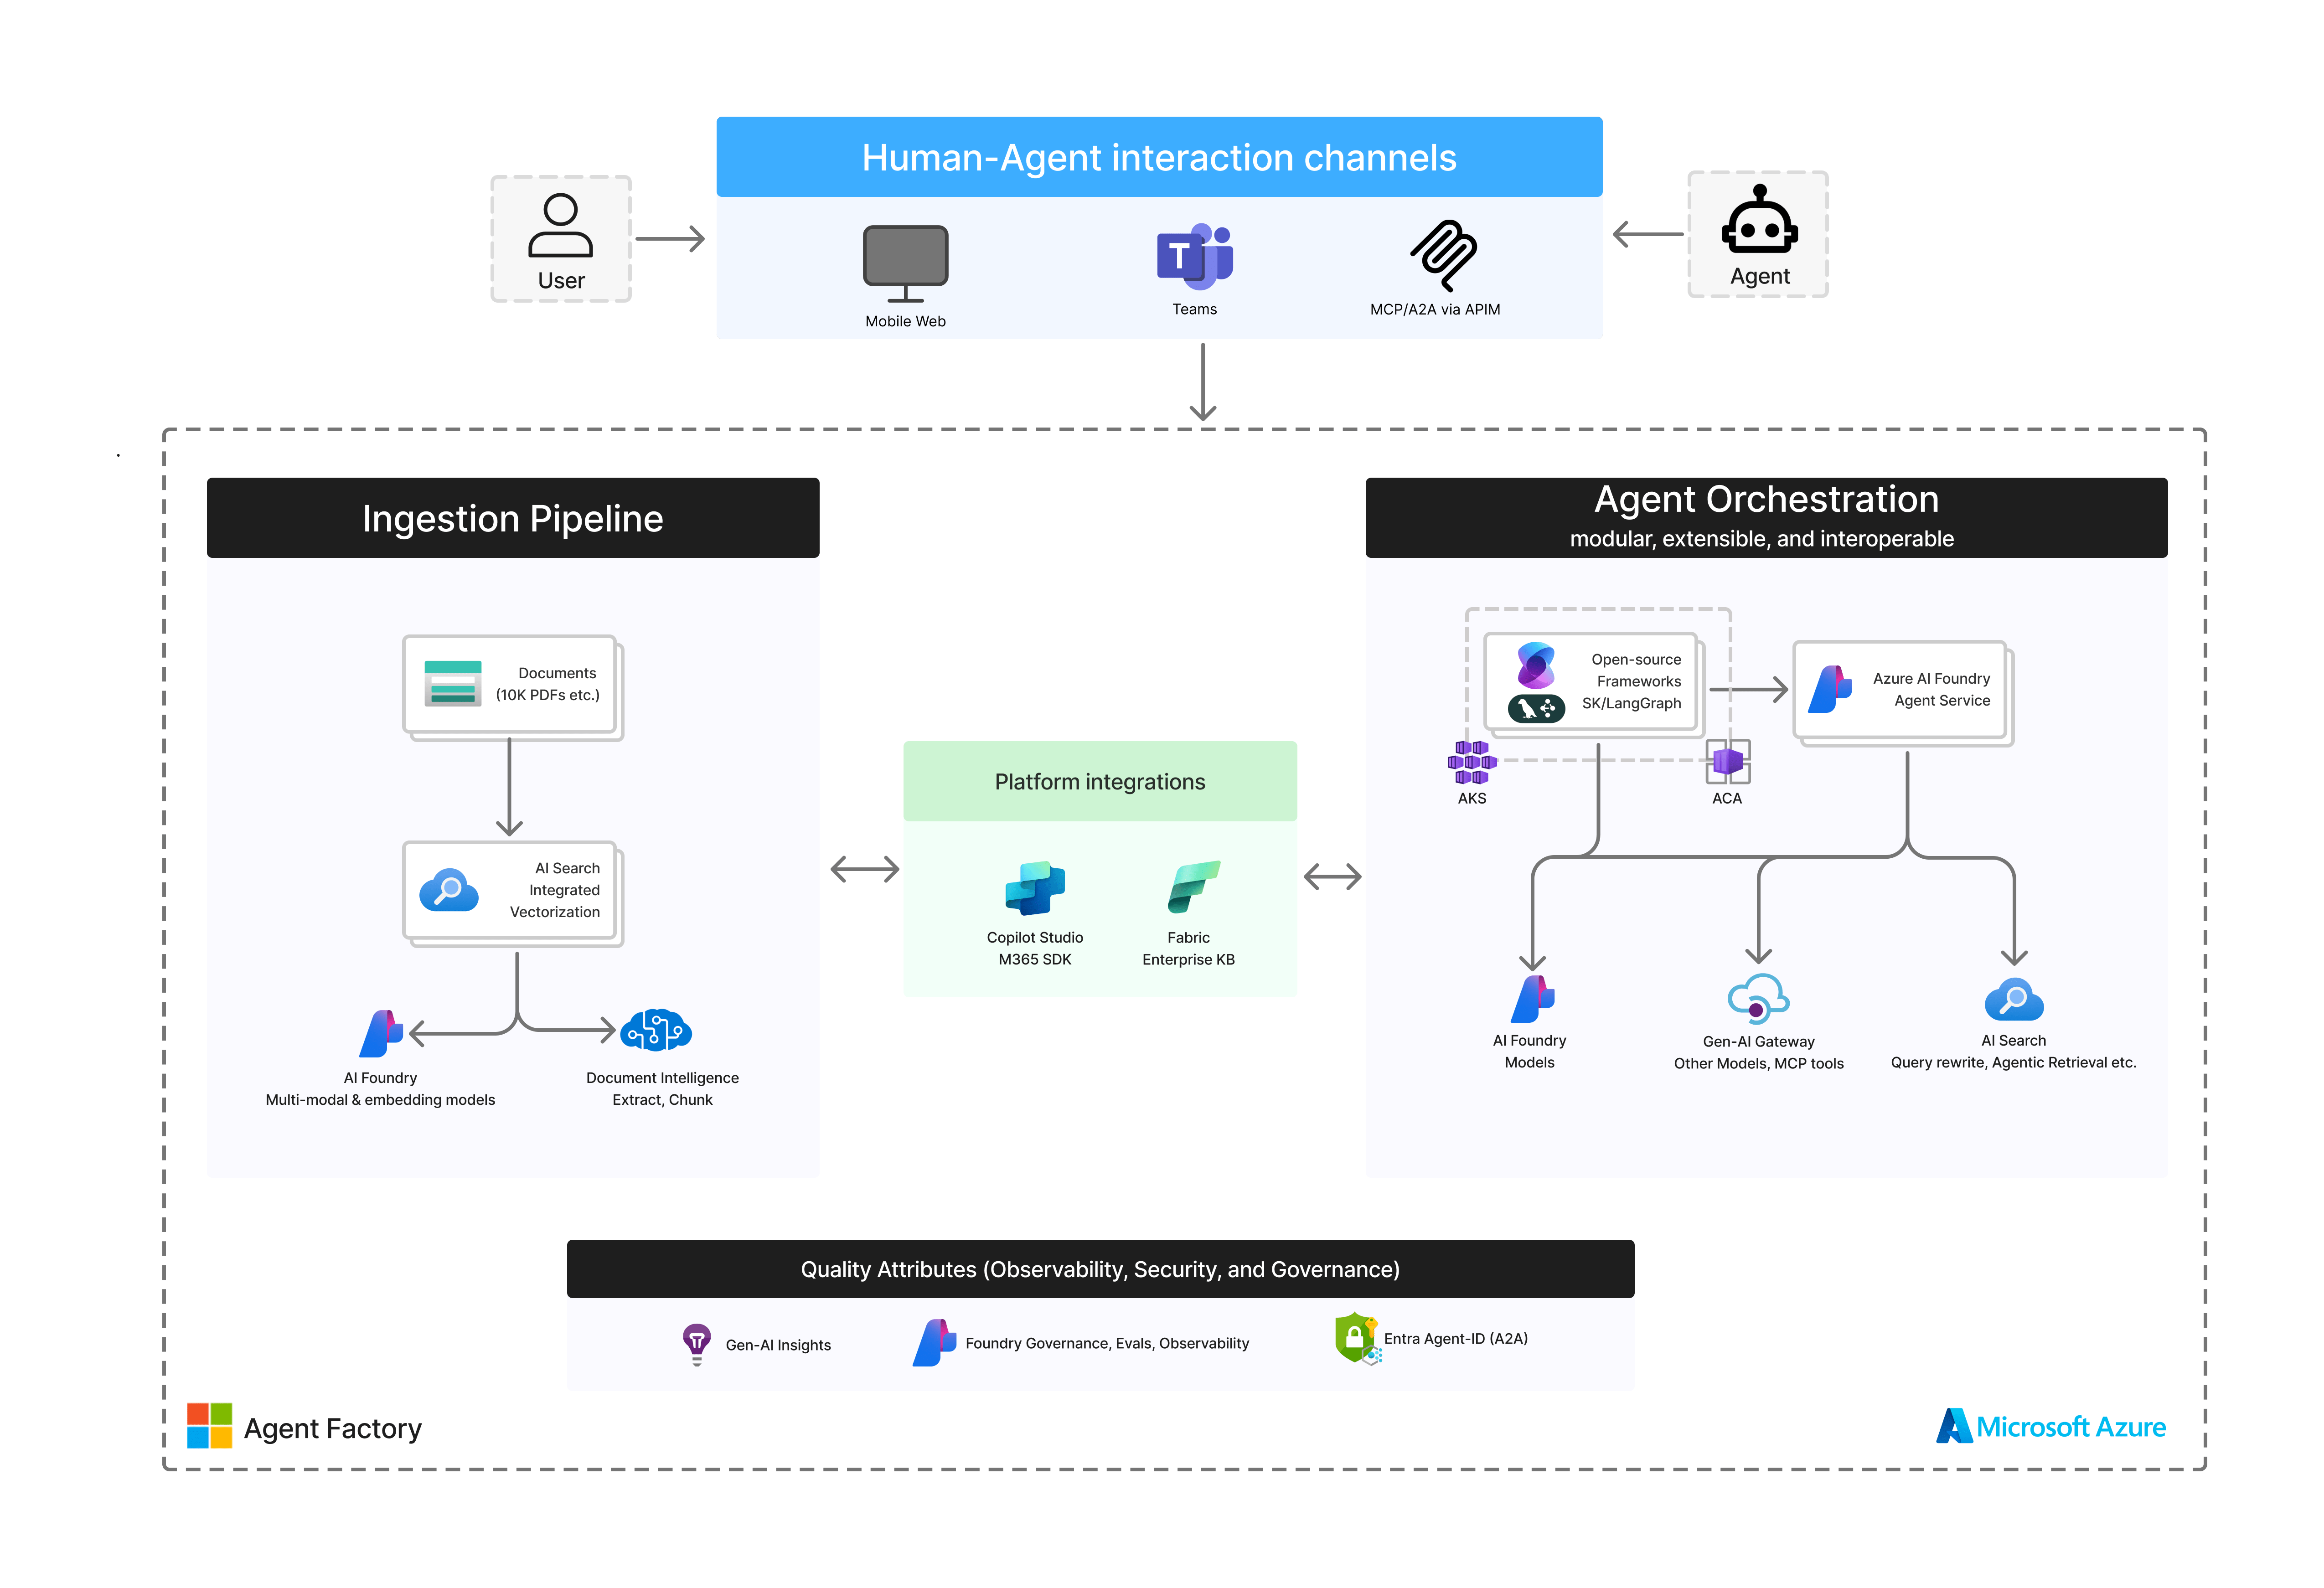 Human-Agent interaction channels
User
Mobile Web
Teams
MCP/A2A via APIM
Agent
Ingestion Pipeline
Documents
(10K PDFs etc.)
AI Search
Integrated
Vectorization
AI Foundry
Multi-modal & embedding models
Document Intelligence
Extract, Chunk
Platform integrations
Copilot Studio
M365 SDK
Fabric
Enterprise KB
Agent Orchestration
modular, extensible, and interoperable
Open-source
Frameworks
SK/LangGraph
AKS
ACA
Azure AI Foundry
Agent Service
AI Foundry
Models
Gen-AI Gateway
Other Models, MCP tools
AI Search
Query rewrite, Agentic Retrieval etc.
Quality Attributes (Observability, Security, and Governance)
Gen-AI Insights
Foundry Governance, Evals, Observability
Entra Agent-ID (A2A)
Agent Factory
Microsoft Azure